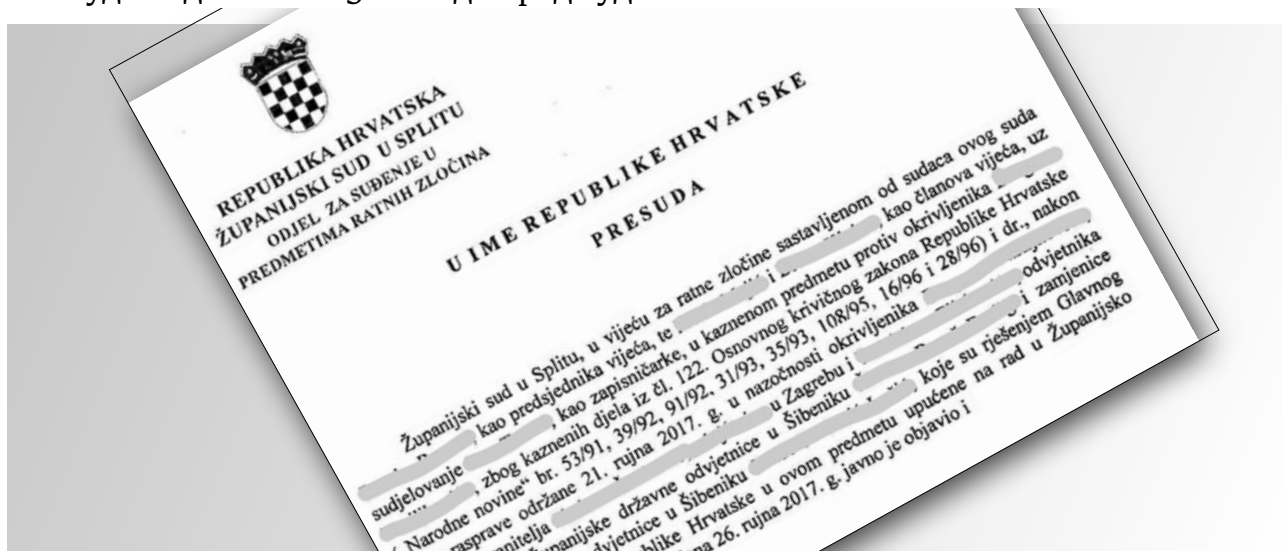 REPUBLIKA HRVATSKA
ŽUPANIJSKI SUD U SPLITU
ODJEL ZA SUĐENJE U
PREDMETIMA RATNIH ZLOČINA
U IME REPUBLIKE HRVATSKE
PRESUDA
Županijski sud u Splitu, u vijeću za ratne zločine sastavljenom od sudaca ovog suda
kao predsjednika vijeća, te i kao članova vijeća, uz
sudjelovanje kao zapisničarke, u kaznenom predmetu protiv okrivljenika
zbog kaznenih djela iz čl. 122. Osnovnog krivičnog zakona Republike Hrvatske
Narodne novine“ br. 53/91, 39/92, 91/92, 31/93, 35/93, 108/95, 16/96 i 28/96) i dr., nakon
rasprave održane 21. rujna 2017. g. u nazočnosti okrivljenika
u Zagrebu i odvjetnika
državne odvjetnice u Šibeniku i zamjenice
u Šibeniku koje su rješenjem Glavnog
Hrvatske u ovom predmetu upućene na rad u Županijsko
26. rujna 2017. g. javno je objavio i